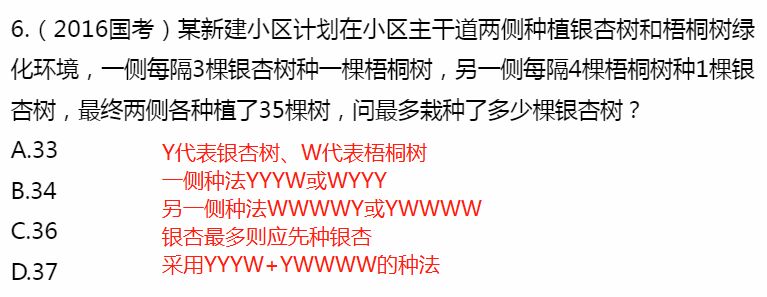 6.（2016国考）某新建小区计划在小区主干道两侧种植银杏树和梧桐树绿
化环境，一侧每隔3棵银杏树种一棵梧桐树，另一侧每隔4棵梧桐树种1棵银
杏树，最终两侧各种植了35棵树，问最多栽种了多少棵银杏树？
A.33
Y代表银杏树、W代表梧桐树
一侧种法YYYW或WYYY
B.34
另一侧种法WWWWY或YWWWW
C.36
银杏最多则应先种银杏
D.37
采用YYYW+YWWWW的种法